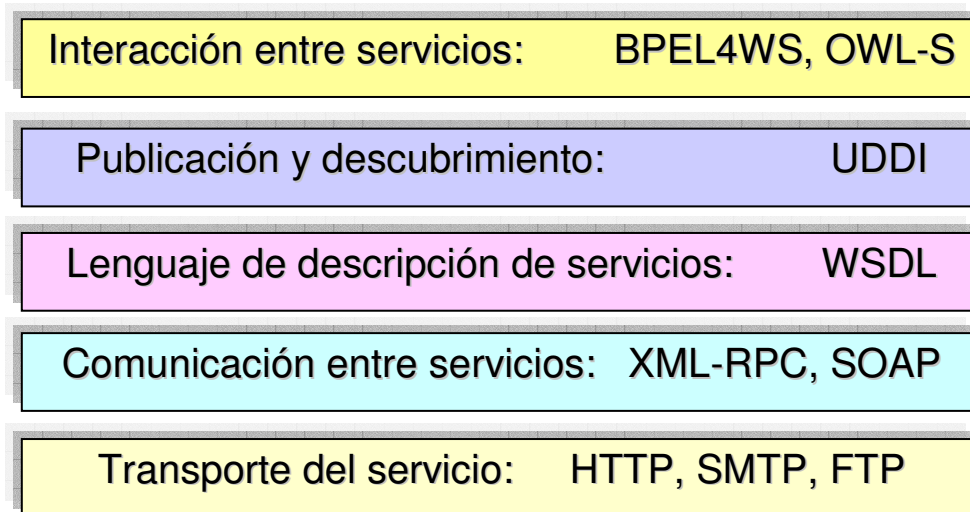 Interacción entre servicios: BPEL4WS, OWL-S
Publicación y descubrimiento: UDDI
Lenguaje de descripción de servicios: WSDL
Comunicación entre servicios: XML-RPC, SOAP
Transporte del servicio: HTTP, SMTP, FTP